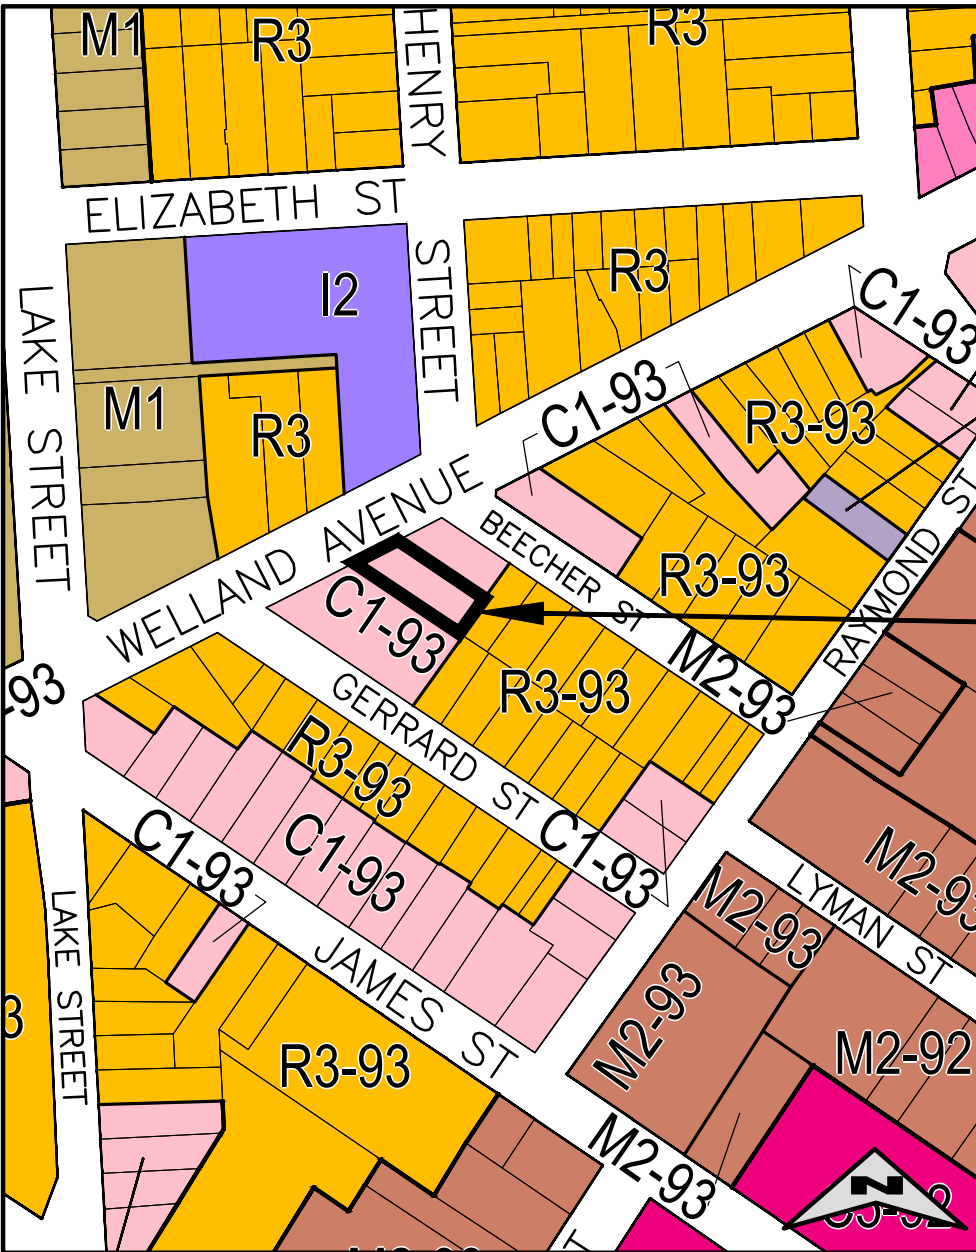 M1
R3
HENRY
R3
ELIZABETH ST
STREET
I2
R3
LAKE STREET
C1-93
M1
R3
C1-93
R3-93
WELLAND AVENUE
BEECHER ST
RAYMOND ST
R3-93
C1-93
M2-93
-93
R3-93
GERRARD ST
R3-93
C1-93
C1-93
C1-93
M2-93
M2-93
LYMAN ST
LAKE STREET
JAMES ST
M2-93
3
R3-93
M2-92
M2-93
N